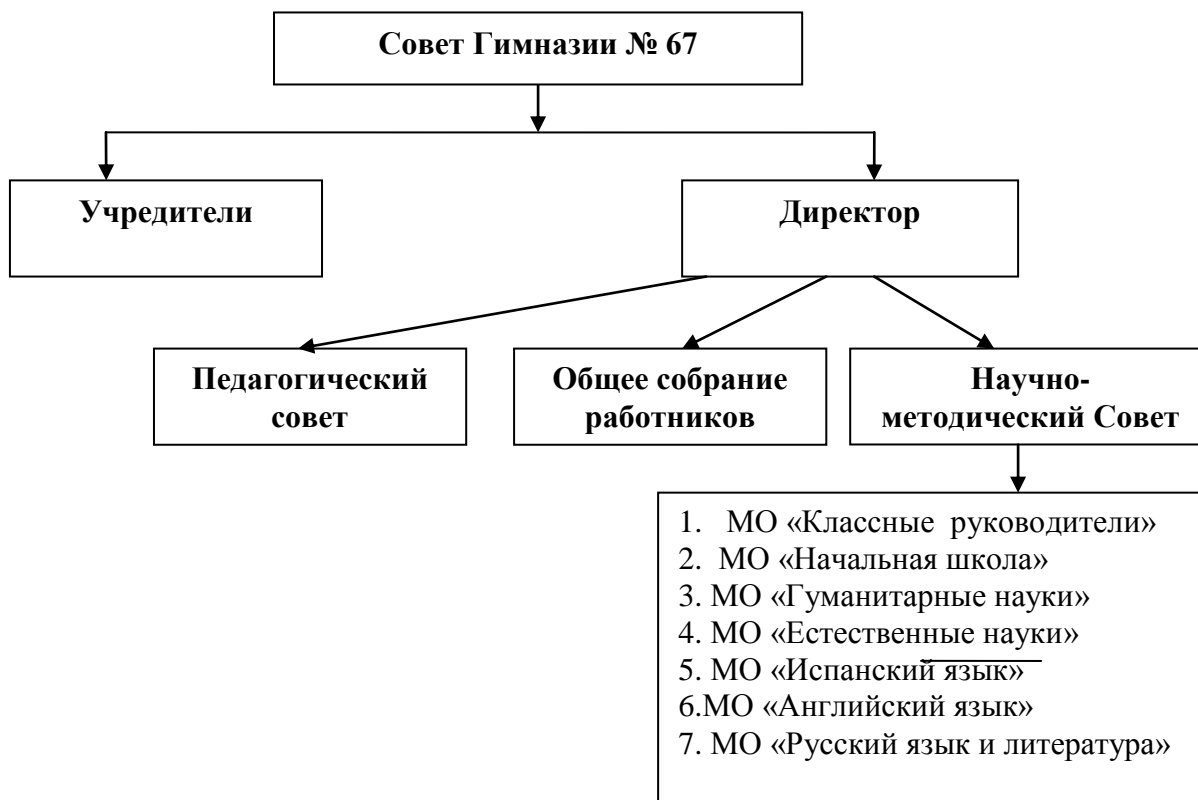 Совет Гимназии № 67
Учредители
Директор
Педагогический
совет
Общее собрание
работников
Научно-
методический Совет
1. МО «Классные руководители»
2. МО «Начальная школа»
3. МО «Гуманитарные науки»
4. МО «Естественные науки»
5. МО «Испанский язык»
6.МО «Английский язык»
7. МО «Русский язык и литература»